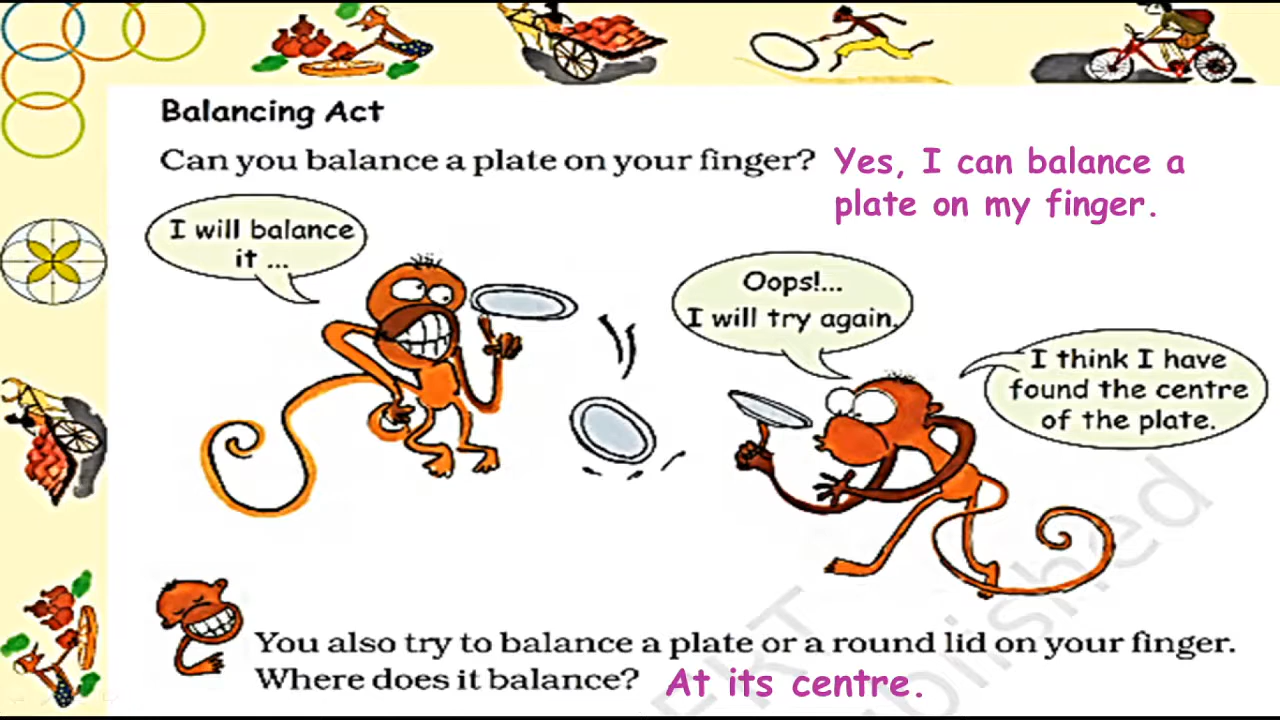 Balancing Act
Can you balance a plate on your finger? Yes, I can balance a
plate on my finger.
I will balance
it ...
Oops!...
I will try again.
I think I have
found the centre
of the plate.
You also try to balance a plate or a round lid on your finger.
Where does it balance? At its centre.